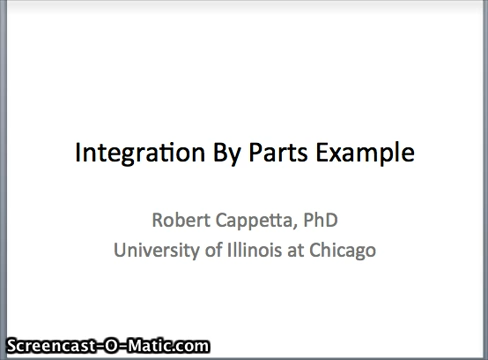 Integration By Parts Example
Robert Cappetta, PhD
University of Illinois at Chicago
Screencast-O-Matic.com